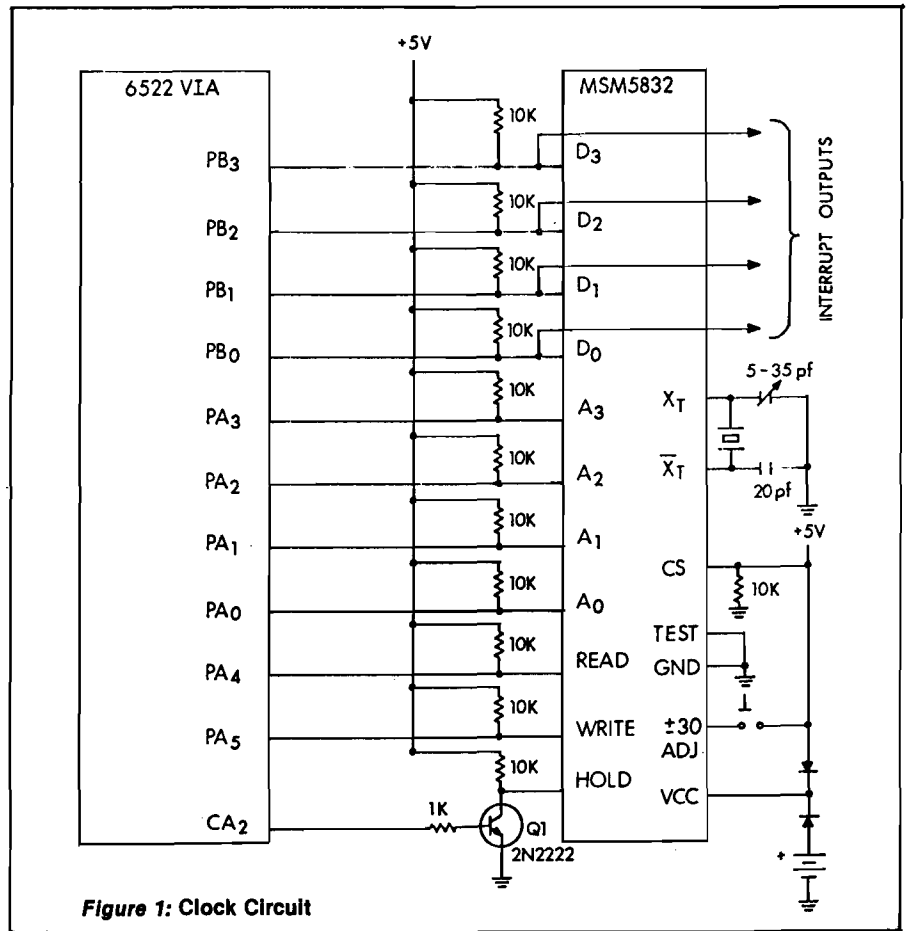 +5V
6522 VIA
MSM5832
10K
PB3
D3
10K
PB2
D2
10K
PB1
D1
10K
PB0
D0
INTERRUPT OUTPUTS
10K
PA3
A3
XT
5-35 pf
10K
PA2
A2
X̅T
20 pf
10K
PA1
A1
+5V
10K
PA0
A0
CS
10K
10K
PA4
READ
TEST
GND
10K
PA5
WRITE
±30
ADJ
10K
HOLD
VCC
CA2
1K
Q1
2N2222
+
Figure 1: Clock Circuit